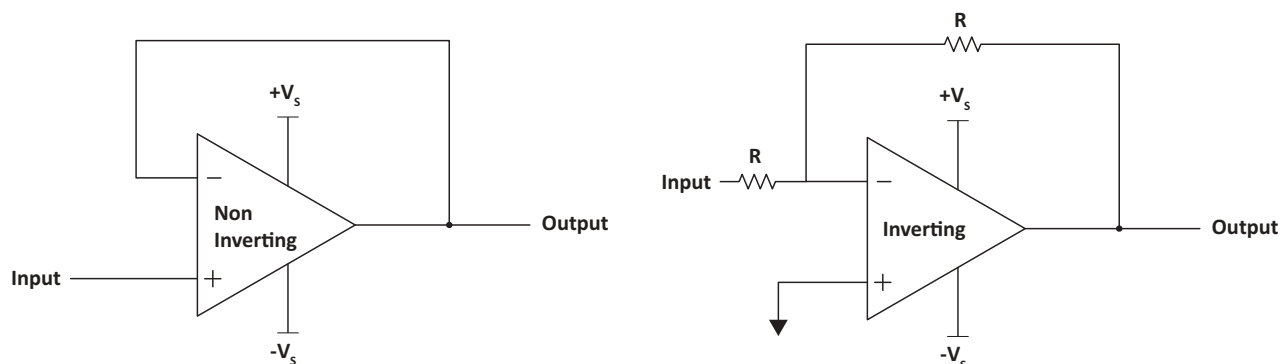 +Vs
−
Non
Inverting
Output
Input
+
-Vs
R
+Vs
R
Input
−
Inverting
Output
+
-Vs